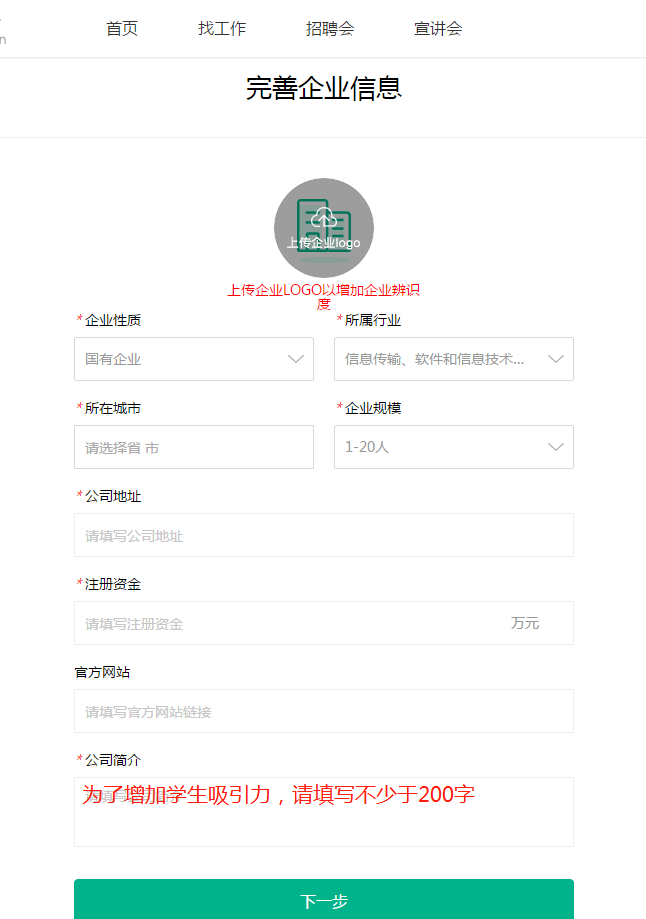 n
首页 找工作 招聘会 宣讲会
完善企业信息
上传企业logo
上传企业LOGO以增加企业辨识
度
*企业性质 *所属行业
国有企业 信息传输、软件和信息技术...
*所在城市 *企业规模
请选择省 市 1-20人
*公司地址
请填写公司地址
*注册资金
请填写注册资金 万元
官方网站
请填写官方网站链接
*公司简介
为了增加学生吸引力，请填写不少于200字
下一步